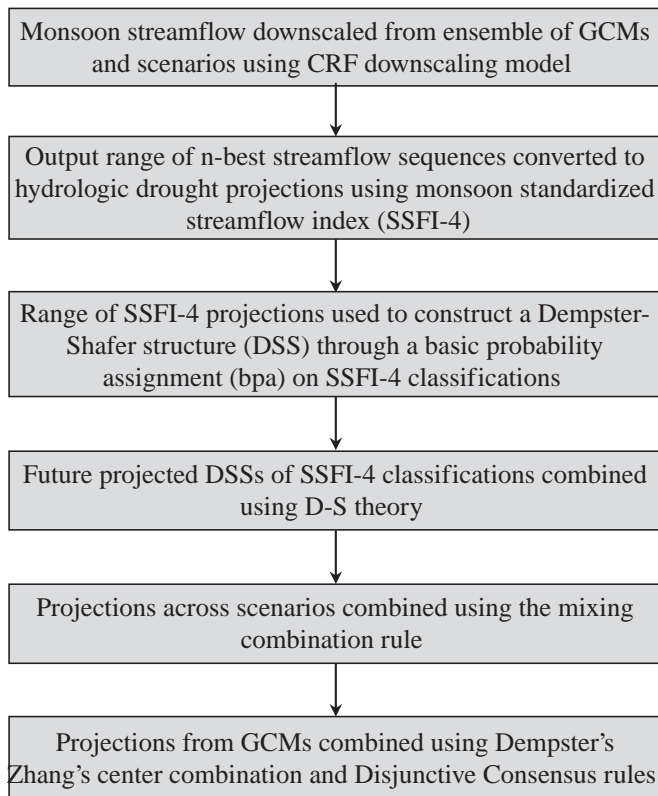 Monsoon streamflow downscaled from ensemble of GCMs
and scenarios using CRF downscaling model
Output range of n-best streamflow sequences converted to
hydrologic drought projections using monsoon standardized
streamflow index (SSFI-4)
Range of SSFI-4 projections used to construct a Dempster-
Shafer structure (DSS) through a basic probability
assignment (bpa) on SSFI-4 classifications
Future projected DSSs of SSFI-4 classifications combined
using D-S theory
Projections across scenarios combined using the mixing
combination rule
Projections from GCMs combined using Dempster’s
Zhang’s center combination and Disjunctive Consensus rules